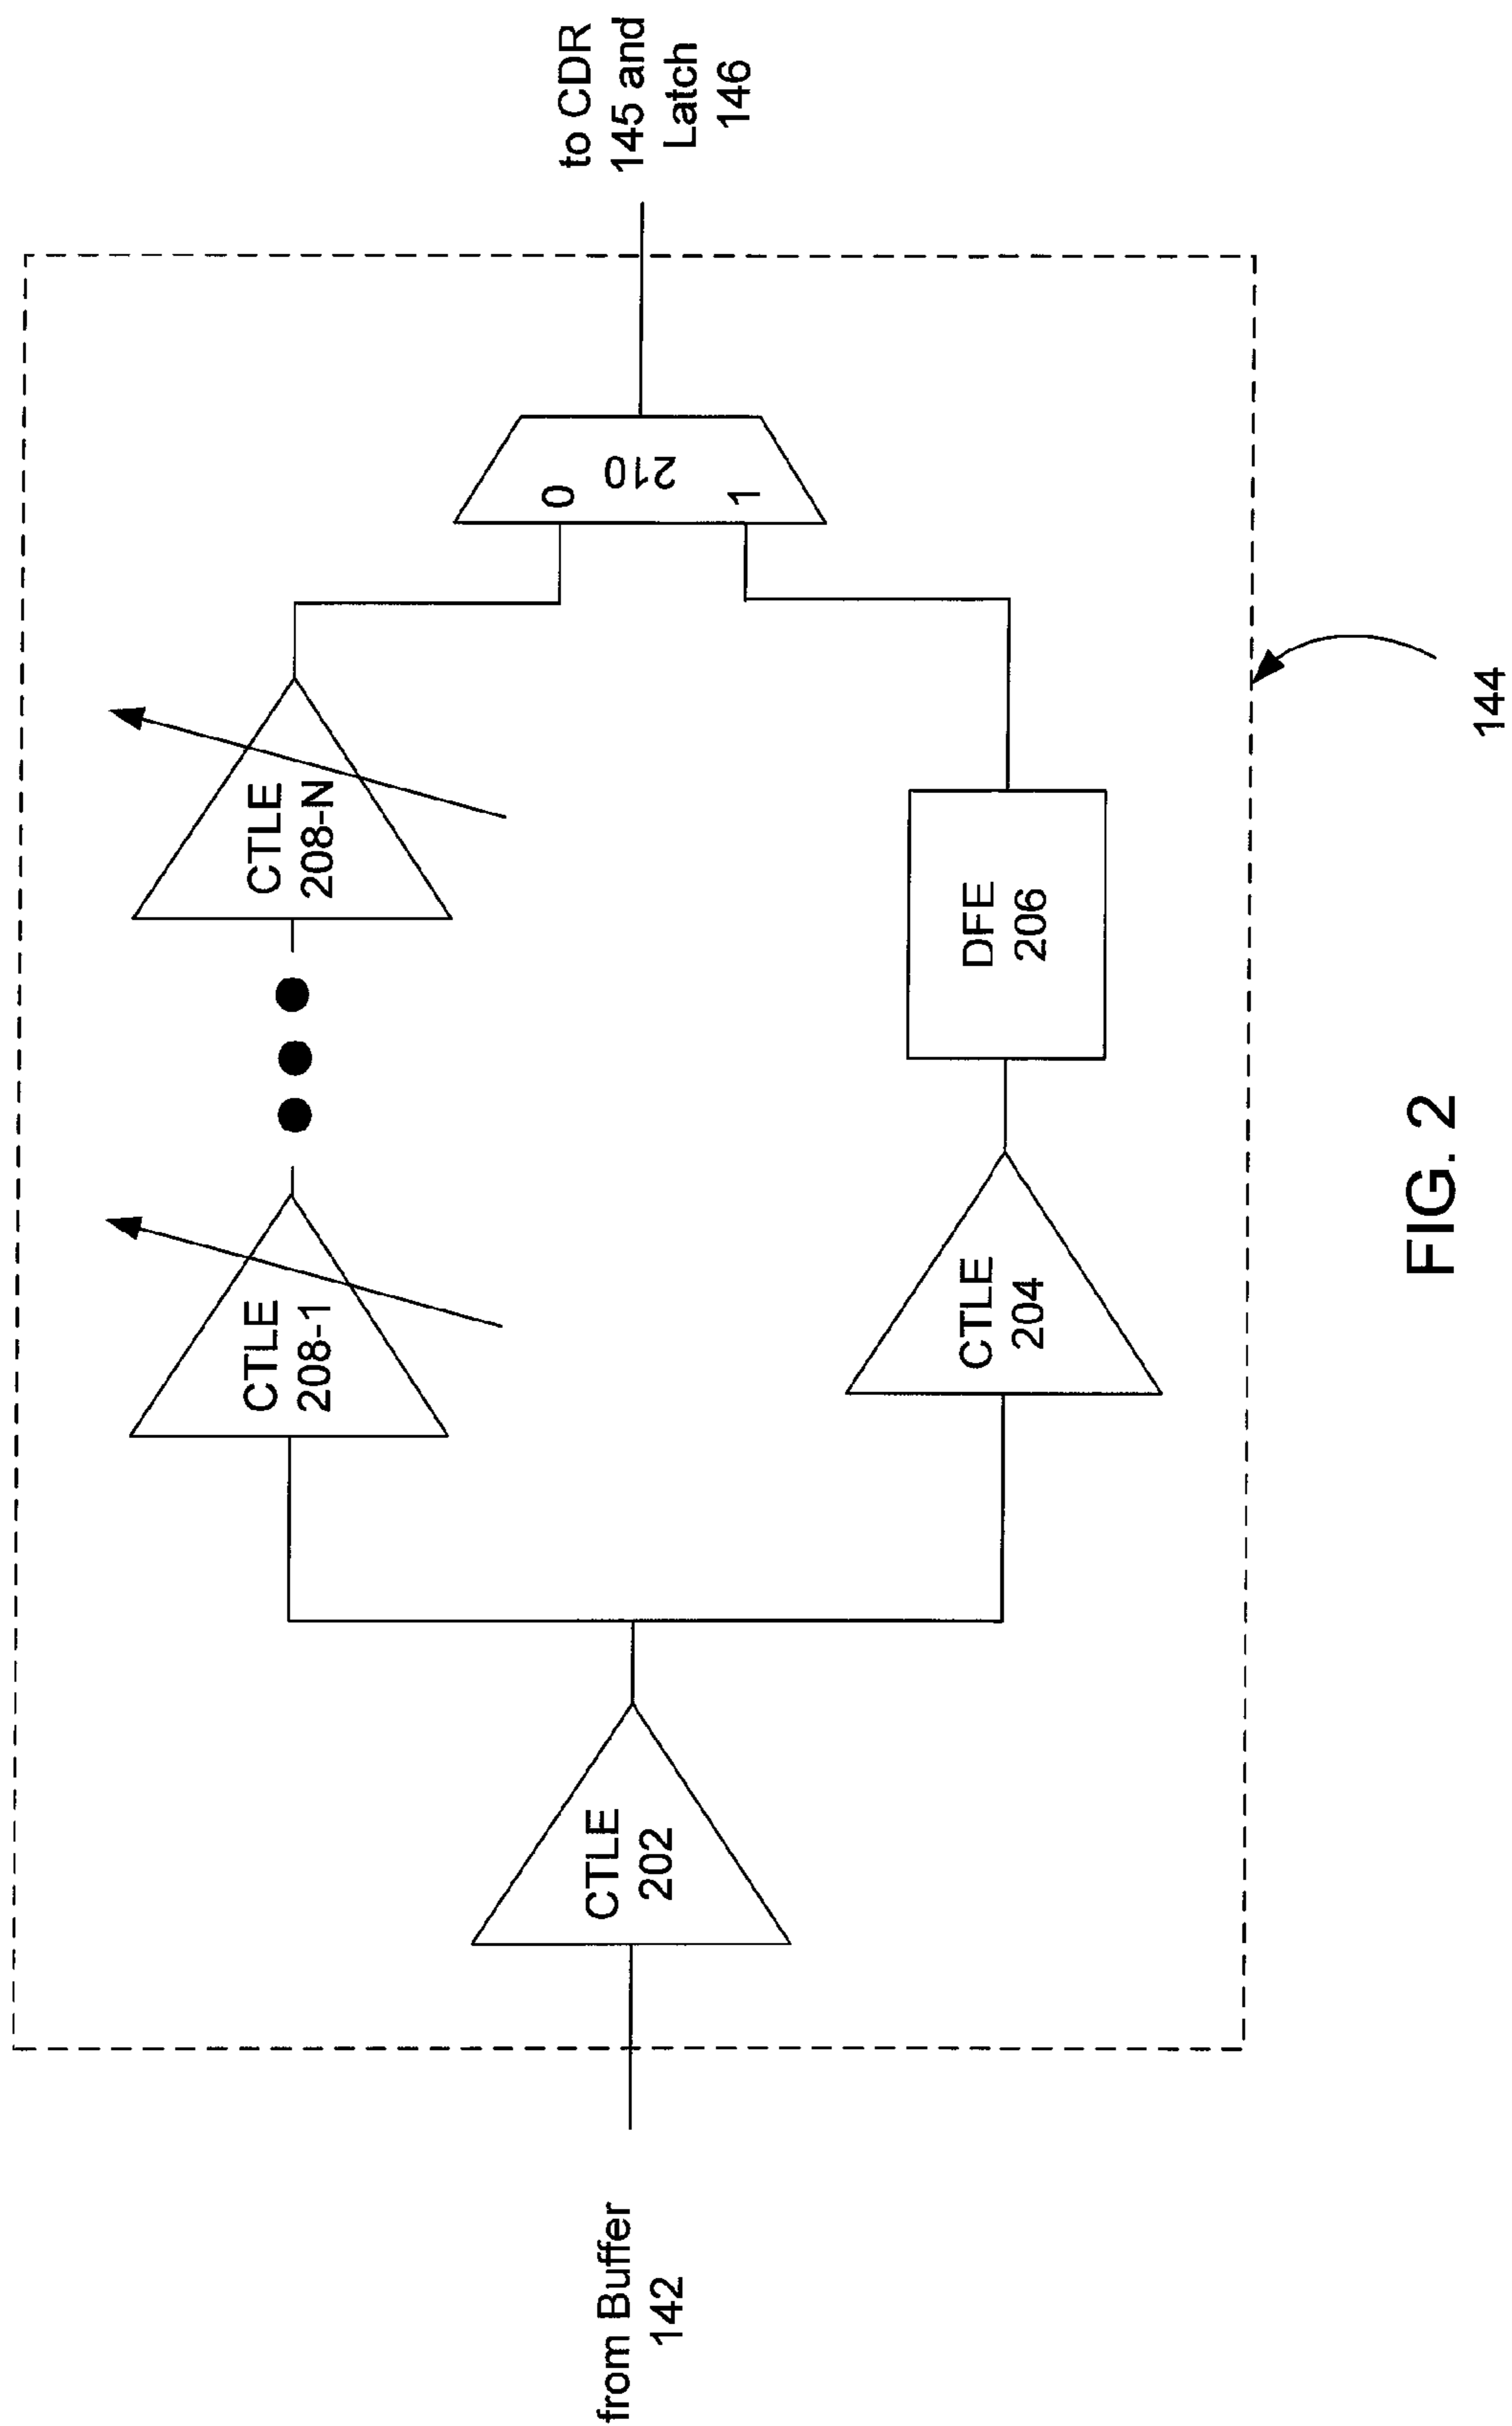 from Buffer
142
CTLE
202
CTLE
208-1
CTLE
208-N
CTLE
204
DFE
206
0
210
1
to CDR
145 and
Latch
146
144
FIG. 2